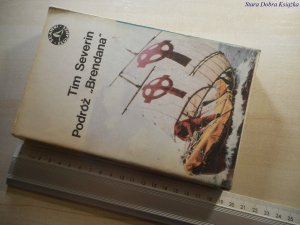 Stara Dobra Książka
Tim Severin
Podróż „Brendana"